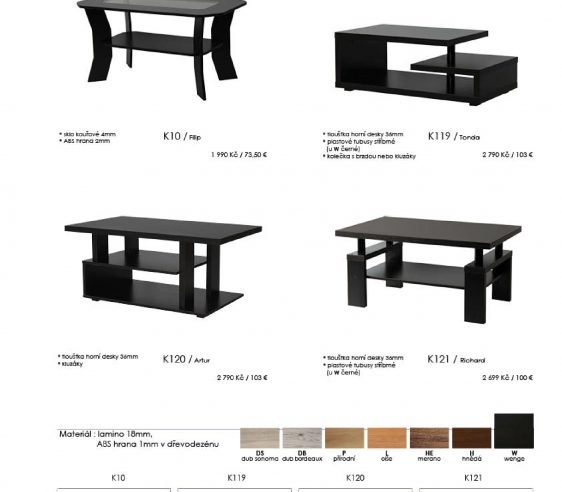 * sklo kouřové 4mm
* ABS hrana 2mm
K10 / Filip
1 990 Kč / 73,50 €
* tloušťka horní desky 36mm
* plastové tubusy stříbrné
(u W černé)
* kolečka s brzdou nebo kluzáky
K119 / Tonda
2 790 Kč / 103 €
* tloušťka horní desky 36mm
* kluzáky
K120 / Artur
2 790 Kč / 103 €
* tloušťka horní desky 36mm
* plastové tubusy stříbrné
(u W černé)
K121 / Richard
2 699 Kč / 100 €
Materiál : lamino 18mm,
ABS hrana 1mm v dřevodezénu
DS dub sonoma
DB dub bordeaux
P přírodní
L olše
HE merano
H hnědá
W wenge
K10 K119 K120 K121